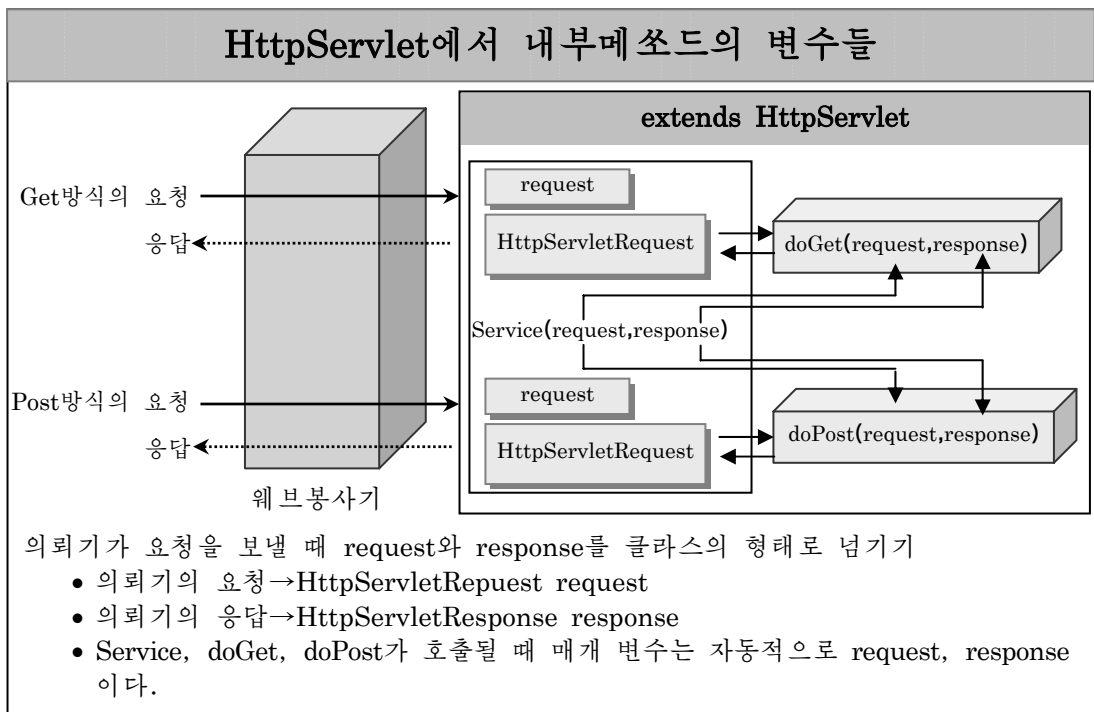 HttpServlet에서 내부메쏘드의 변수들
extends HttpServlet
Get방식의 요청
응답
request
HttpServletRequest
doGet(request,response)
Service(request,response)
Post방식의 요청
응답
request
HttpServletRequest
doPost(request,response)
웨브봉사기
의뢰기가 요청을 보낼 때 request와 response를 클라스의 형태로 넘기기
• 의뢰기의 요청→HttpServletRepuest request
• 의뢰기의 응답→HttpServletResponse response
• Service, doGet, doPost가 호출될 때 매개 변수는 자동적으로 request, response
이다.